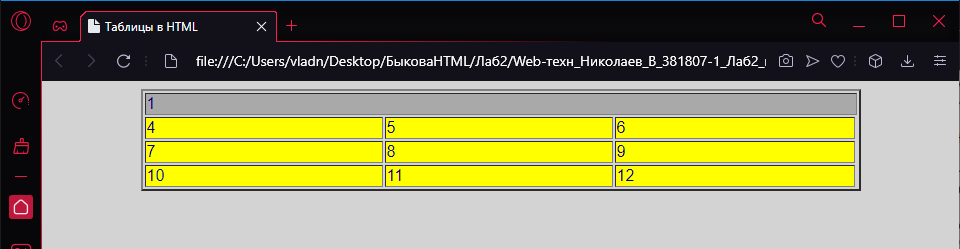 Таблицы в HTML
file:///C:/Users/vladn/Desktop/БыковаHTML/Лаб2/Web-техн_Николаев_В_381807-1_Лаб2_
1
4 5 6
7 8 9
10 11 12